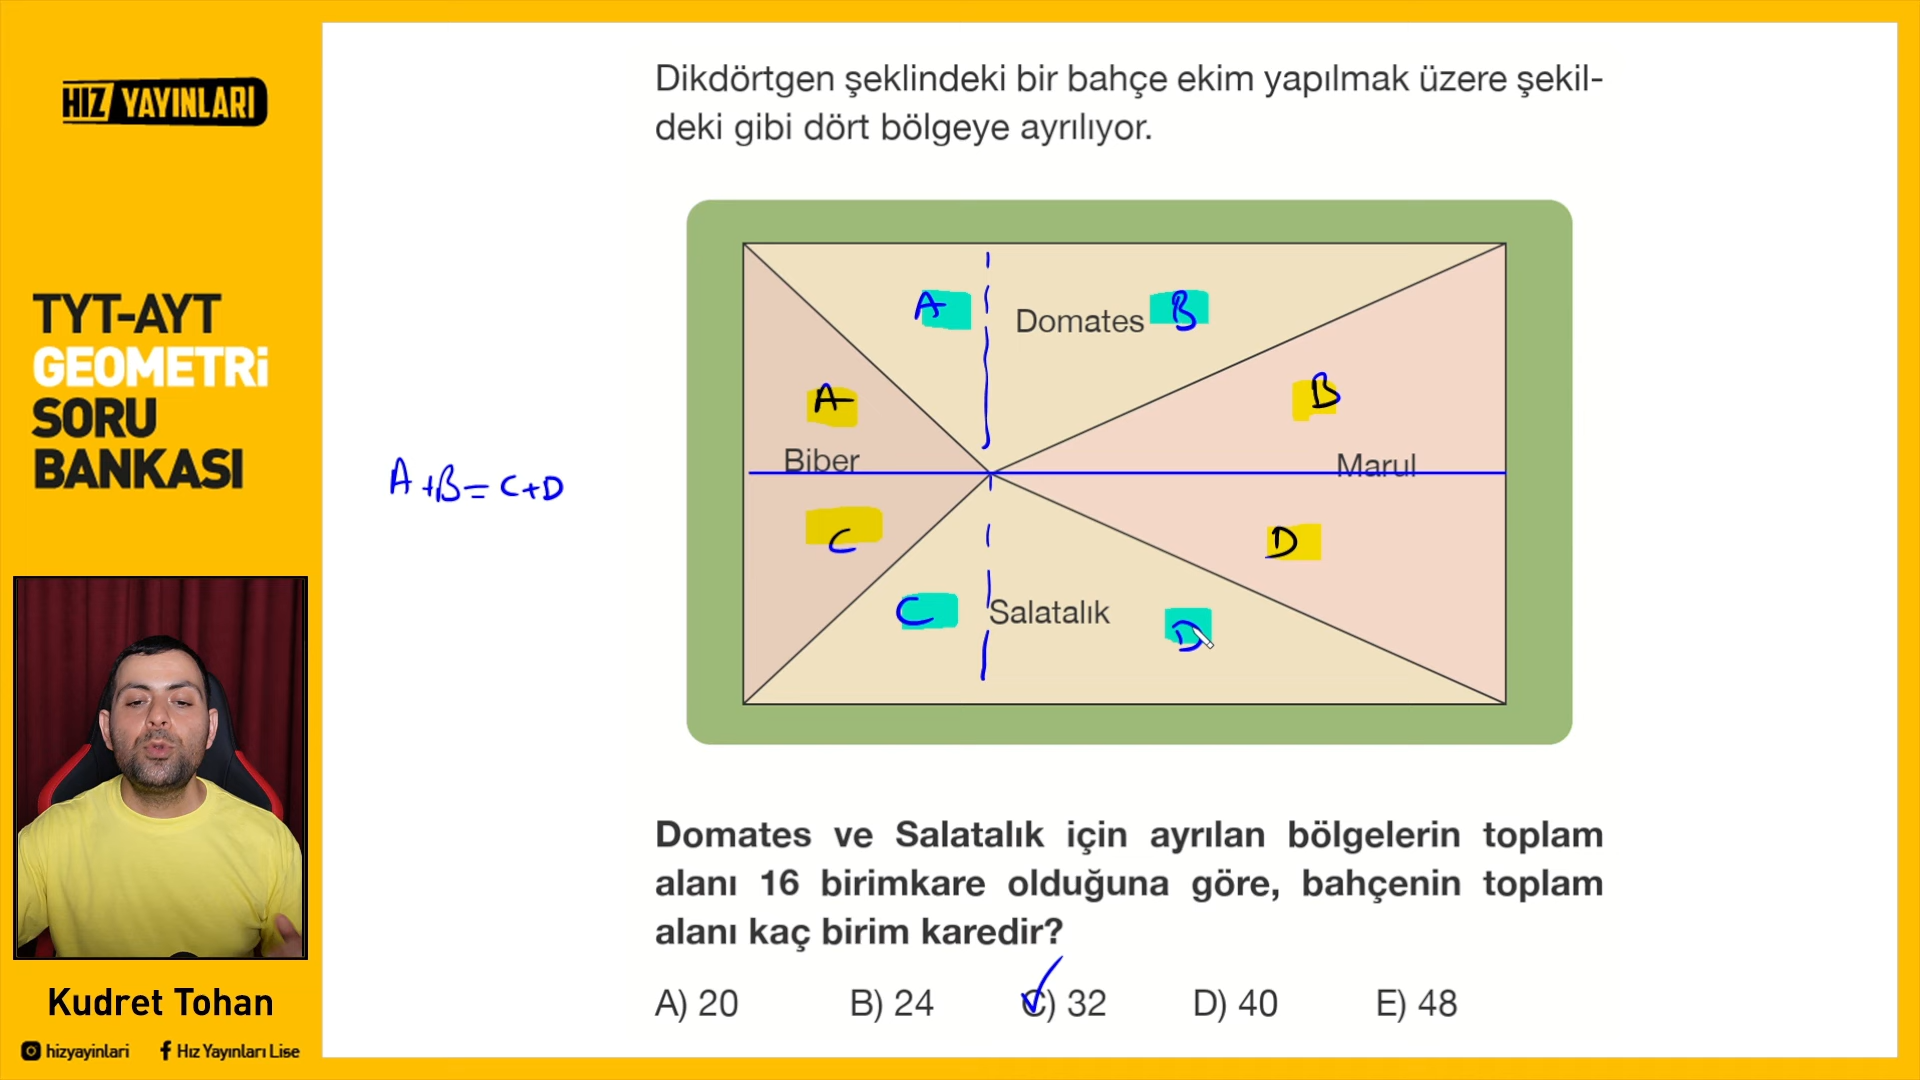 HIZ YAYINLARI
TYT-AYT
GEOMETRİ
SORU
BANKASI
Kudret Tohan
hizyayinlari
Hız Yayınları Lise
Dikdörtgen şeklindeki bir bahçe ekim yapılmak üzere şekil-
deki gibi dört bölgeye ayrılıyor.
A
Domates
B
A
B
Biber
Marul
A+B=C+D
C
D
C
Salatalık
D
Domates ve Salatalık için ayrılan bölgelerin toplam
alanı 16 birimkare olduğuna göre, bahçenin toplam
alanı kaç birim karedir?
A) 20 B) 24 C) 32 D) 40 E) 48